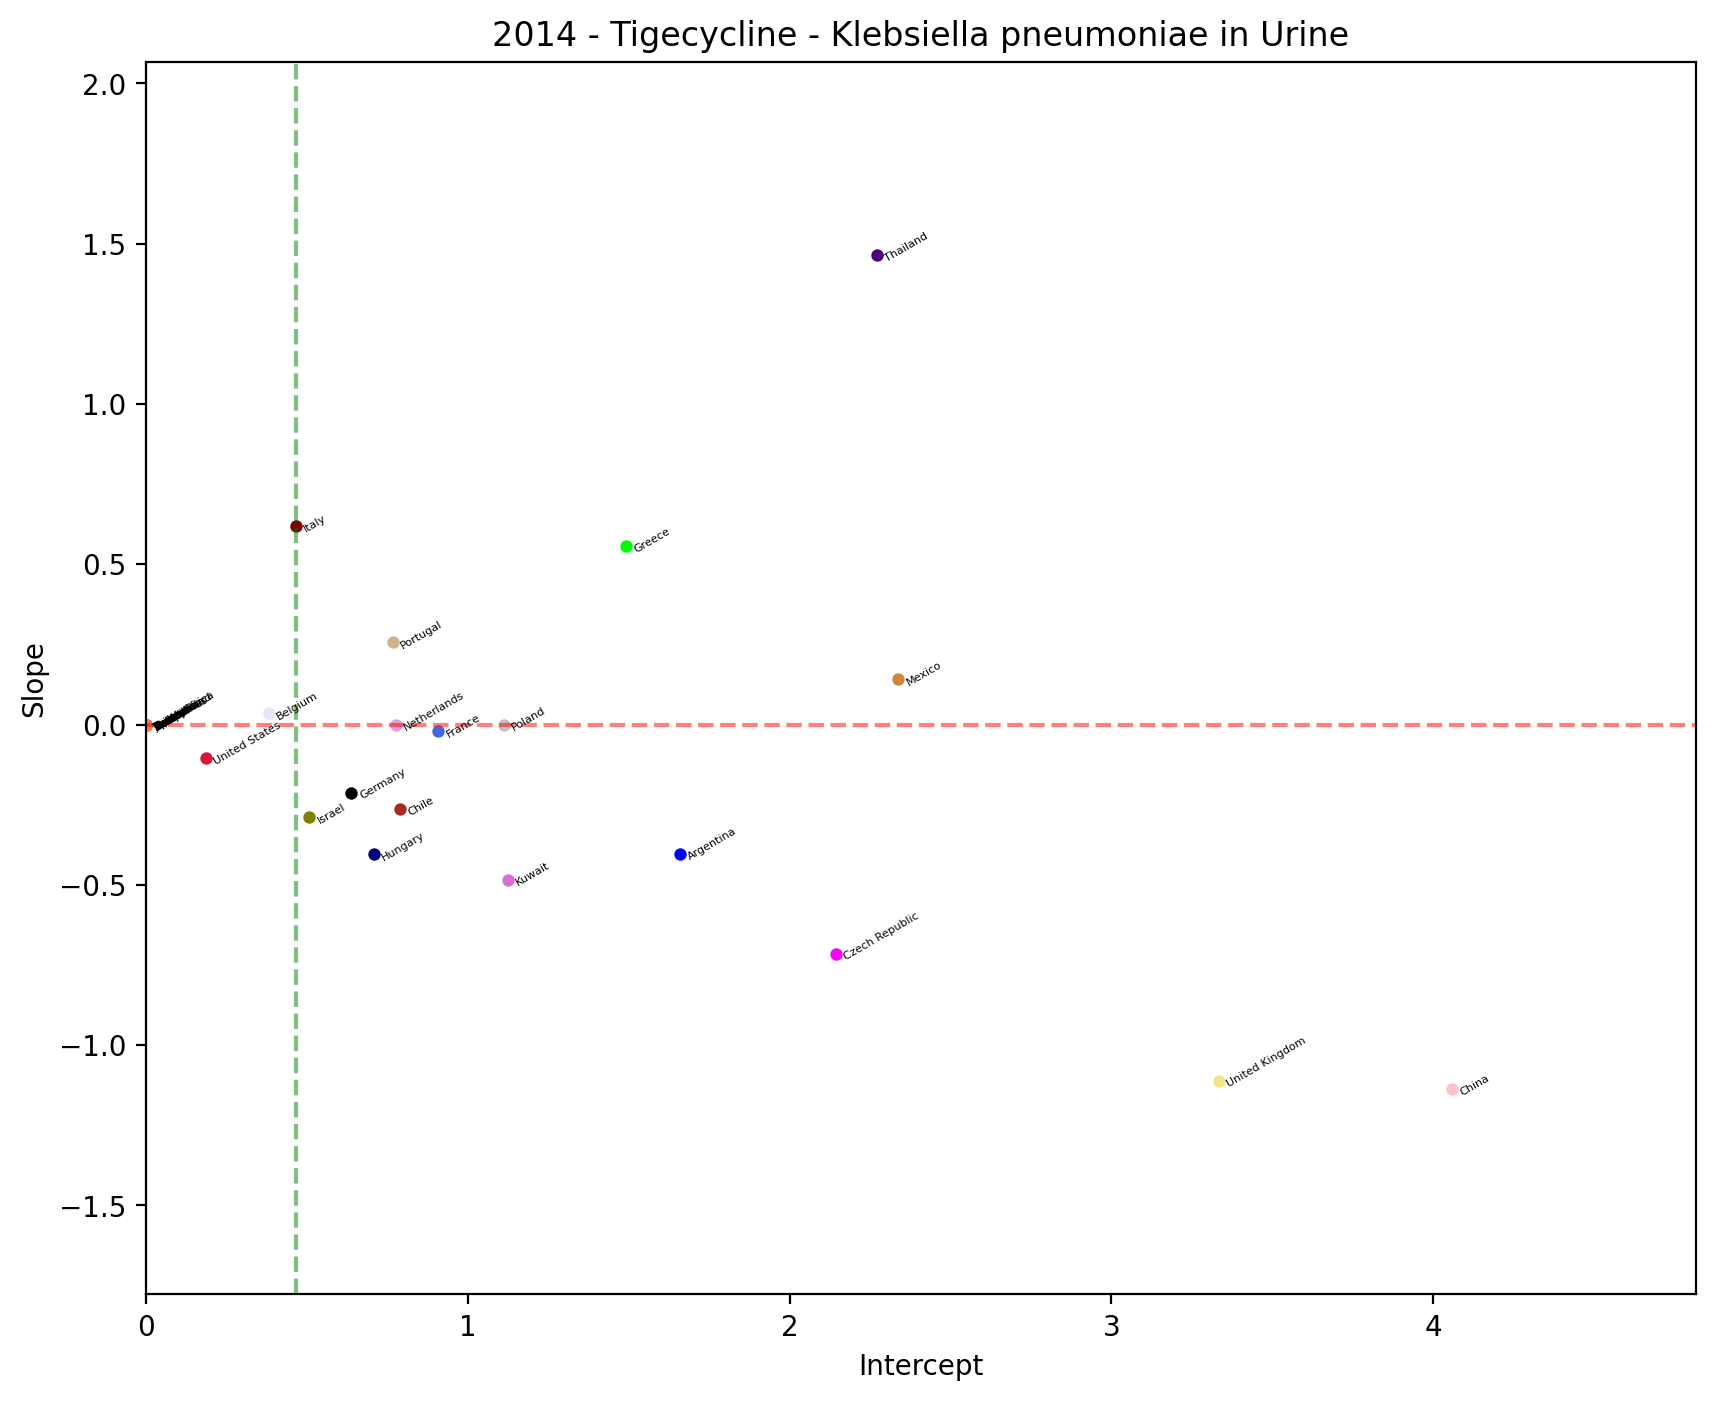 2014 - Tigecycline - Klebsiella pneumoniae in Urine
2.0
1.5
1.0
0.5
0.0
−0.5
−1.0
−1.5
Slope
Thailand
Italy
Greece
Portugal
Mexico
Belgium
Netherlands
France
Poland
United States
Germany
Israel
Chile
Hungary
Argentina
Kuwait
Czech Republic
United Kingdom
China
0
1
2
3
4
Intercept